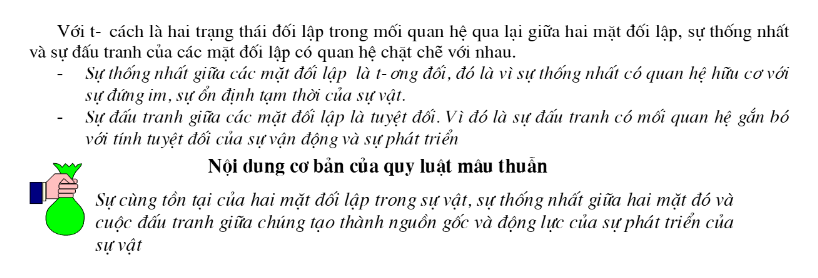 Với t- cách là hai trạng thái đối lập trong mối quan hệ qua lại giữa hai mặt đối lập, sự thống nhất
và sự đấu tranh của các mặt đối lập có quan hệ chặt chẽ với nhau.
- Sự thống nhất giữa các mặt đối lập là t- ơng đối, đó là vì sự thống nhất có quan hệ hữu cơ với
sự đứng im, sự ổn định tạm thời của sự vật.
- Sự đấu tranh giữa các mặt đối lập là tuyệt đối. Vì đó là sự đấu tranh có mối quan hệ gắn bó
với tính tuyệt đối của sự vận động và sự phát triển
Nội dung cơ bản của quy luật mâu thuẫn
Sự cùng tồn tại của hai mặt đối lập trong sự vật, sự thống nhất giữa hai mặt đó và
cuộc đấu tranh giữa chúng tạo thành nguồn gốc và động lực của sự phát triển của
sự vật